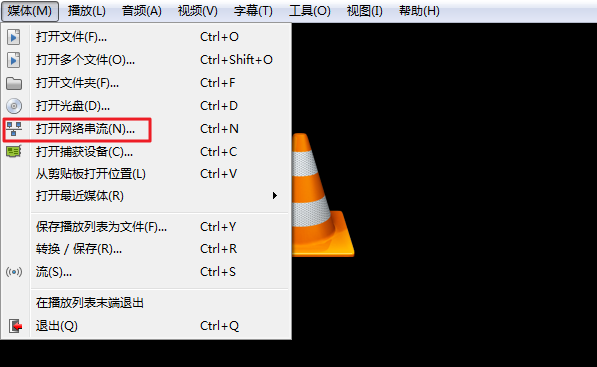 媒体(M) 播放(L) 音频(A) 视频(V) 字幕(T) 工具(O) 视图(I) 帮助(H)
打开文件(F)... Ctrl+O
打开多个文件(O)... Ctrl+Shift+O
打开文件夹(F)... Ctrl+F
打开光盘(D)... Ctrl+D
打开网络串流(N)... Ctrl+N
打开捕获设备(C)... Ctrl+C
从剪贴板打开位置(L) Ctrl+V
打开最近媒体(R)
保存播放列表为文件(F)... Ctrl+Y
转换 / 保存(R)... Ctrl+R
流(S)... Ctrl+S
在播放列表末端退出
退出(Q) Ctrl+Q